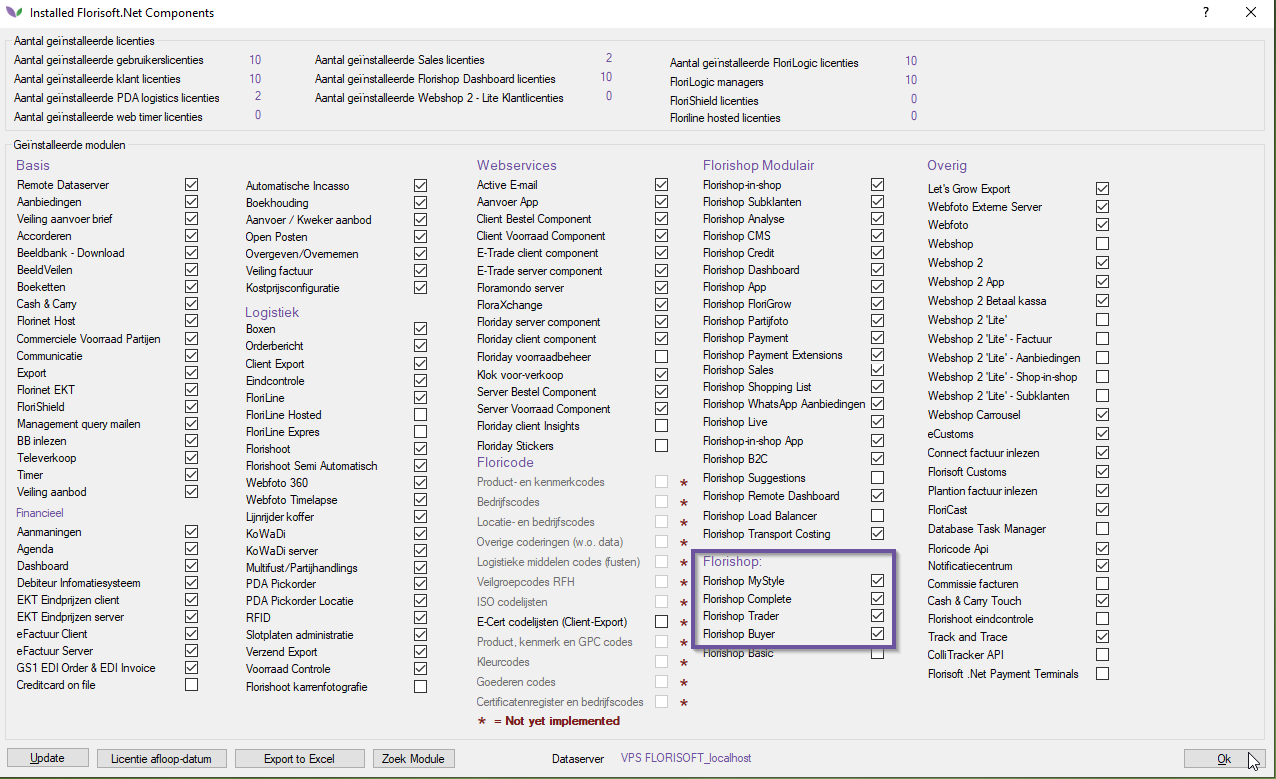 Installed Florisoft.Net Components
?
Aantal geïnstalleerde licenties
Aantal geïnstalleerde gebruikerslicenties 10
Aantal geïnstalleerde klant licenties 10
Aantal geïnstalleerde PDA logistics licenties 2
Aantal geïnstalleerde web timer licenties 0
Aantal geïnstalleerde Sales licenties 2
Aantal geïnstalleerde Florishop Dashboard licenties 10
Aantal geïnstalleerde Webshop 2 - Lite Klantlicenties 0
Aantal geïnstalleerde FloriLogic licenties 10
FloriLogic managers 10
FloriShield licenties 0
Floriline hosted licenties 0
Geïnstalleerde modulen
Basis
Remote Dataserver
Aanbiedingen
Veiling aanvoer brief
Accorderen
Beeldbank - Download
BeeldVeilen
Boeketten
Cash & Carry
Florinet Host
Commerciele Voorraad Partijen
Communicatie
Export
Florinet EKT
FloriShield
Management query mailen
BB inlezen
Televerkoop
Timer
Veiling aanbod
Financieel
Aanmaningen
Agenda
Dashboard
Debiteur Infomatiesysteem
EKT Eindprijzen client
EKT Eindprijzen server
eFactuur Client
eFactuur Server
GS1 EDI Order & EDI Invoice
Creditcard on file
Automatische Incasso
Boekhouding
Aanvoer / Kweker aanbod
Open Posten
Overgeven/Overnemen
Veiling factuur
Kostprijsconfiguratie
Logistiek
Boxen
Orderbericht
Client Export
Eindcontrole
FloriLine
FloriLine Hosted
FloriLine Expres
Florishoot
Florishoot Semi Automatisch
Webfoto 360
Webfoto Timelapse
Lijnrijder koffer
KoWaDi
KoWaDi server
Multifust/Partijhandlings
PDA Pickorder
PDA Pickorder Locatie
RFID
Slotplaten administratie
Verzend Export
Voorraad Controle
Florishoot karrenfotografie
Webservices
Active E-mail
Aanvoer App
Client Bestel Component
Client Voorraad Component
E-Trade client component
E-Trade server component
Floramondo server
FloraXchange
Floriday server component
Floriday client component
Floriday voorraadbeheer
Klok voor-verkoop
Server Bestel Component
Server Voorraad Component
Floriday client Insights
Floriday Stickers
Floricode
Product- en kenmerkcodes *
Bedrijfscodes *
Locatie- en bedrijfscodes *
Overige coderingen (w.o. data) *
Logistieke middelen codes (fusten) *
Veilgroepcodes RFH *
ISO codelijsten *
E-Cert codelijsten (Client-Export) *
Product, kenmerk en GPC codes *
Kleurcodes *
Goederen codes *
Certificatenregister en bedrijfscodes *
* = Not yet implemented
Florishop Modulair
Florishop-in-shop
Florishop Subklanten
Florishop Analyse
Florishop CMS
Florishop Credit
Florishop Dashboard
Florishop App
Florishop FloriGrow
Florishop Partijfoto
Florishop Payment
Florishop Payment Extensions
Florishop Sales
Florishop Shopping List
Florishop WhatsApp Aanbiedingen
Florishop Live
Florishop-in-shop App
Florishop B2C
Florishop Suggestions
Florishop Remote Dashboard
Florishop Load Balancer
Florishop Transport Costing
Florishop:
Florishop MyStyle
Florishop Complete
Florishop Trader
Florishop Buyer
Florishop Basic
Overig
Let's Grow Export
Webfoto Externe Server
Webfoto
Webshop
Webshop 2
Webshop 2 App
Webshop 2 Betaal kassa
Webshop 2 'Lite'
Webshop 2 'Lite' - Factuur
Webshop 2 'Lite' - Aanbiedingen
Webshop 2 'Lite' - Shop-in-shop
Webshop 2 'Lite' - Subklanten
Webshop Carrousel
eCustoms
Connect factuur inlezen
Florisoft Customs
Plantion factuur inlezen
FloriCast
Database Task Manager
Floricode Api
Notificatiecentrum
Commissie facturen
Cash & Carry Touch
Florishoot eindcontrole
Track and Trace
ColliTracker API
Florisoft .Net Payment Terminals
Update
Licentie afloop-datum
Export to Excel
Zoek Module
Dataserver VPS FLORISOFT_localhost
Ok